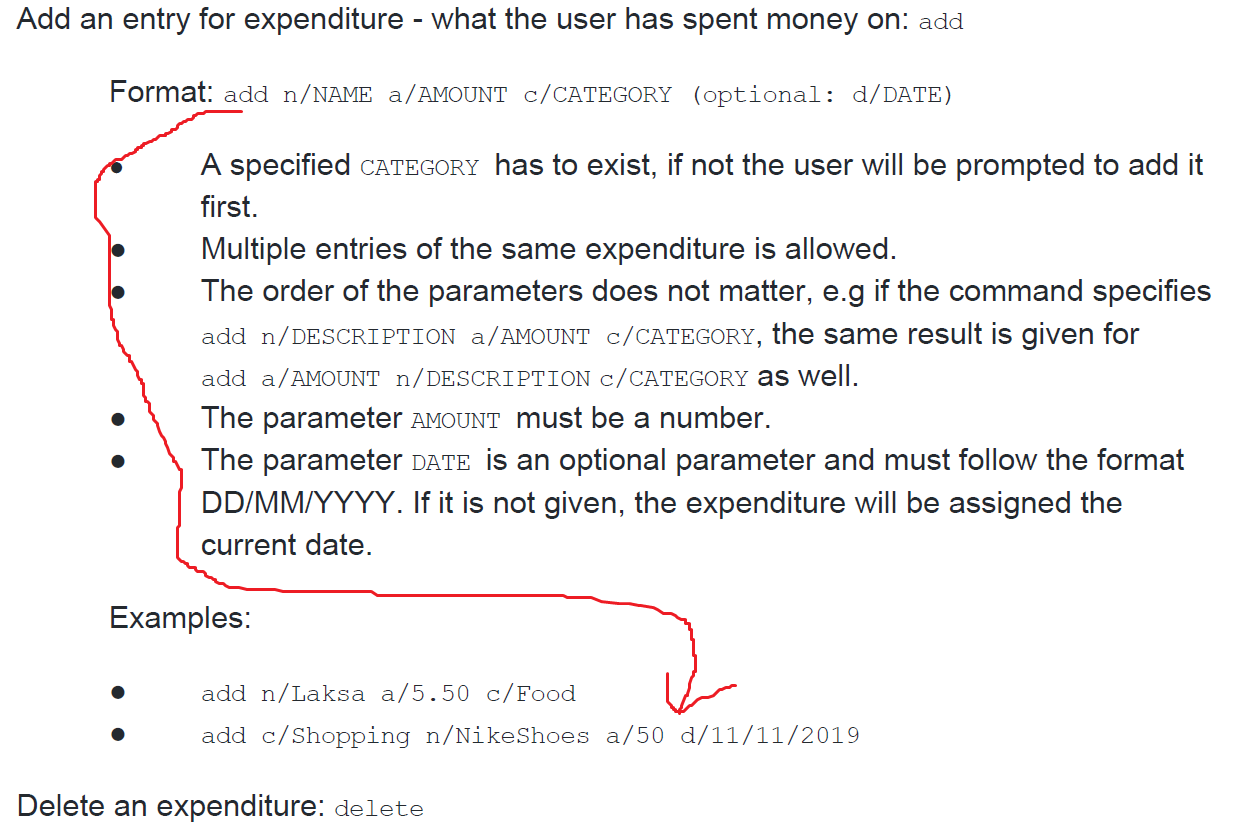 Add an entry for expenditure - what the user has spent money on: add
Format: add n/NAME a/AMOUNT c/CATEGORY (optional: d/DATE)
● A specified CATEGORY has to exist, if not the user will be prompted to add it
first.
● Multiple entries of the same expenditure is allowed.
● The order of the parameters does not matter, e.g if the command specifies
add n/DESCRIPTION a/AMOUNT c/CATEGORY, the same result is given for
add a/AMOUNT n/DESCRIPTION c/CATEGORY as well.
● The parameter AMOUNT must be a number.
● The parameter DATE is an optional parameter and must follow the format
DD/MM/YYYY. If it is not given, the expenditure will be assigned the
current date.
Examples:
● add n/Laksa a/5.50 c/Food
● add c/Shopping n/NikeShoes a/50 d/11/11/2019
Delete an expenditure: delete